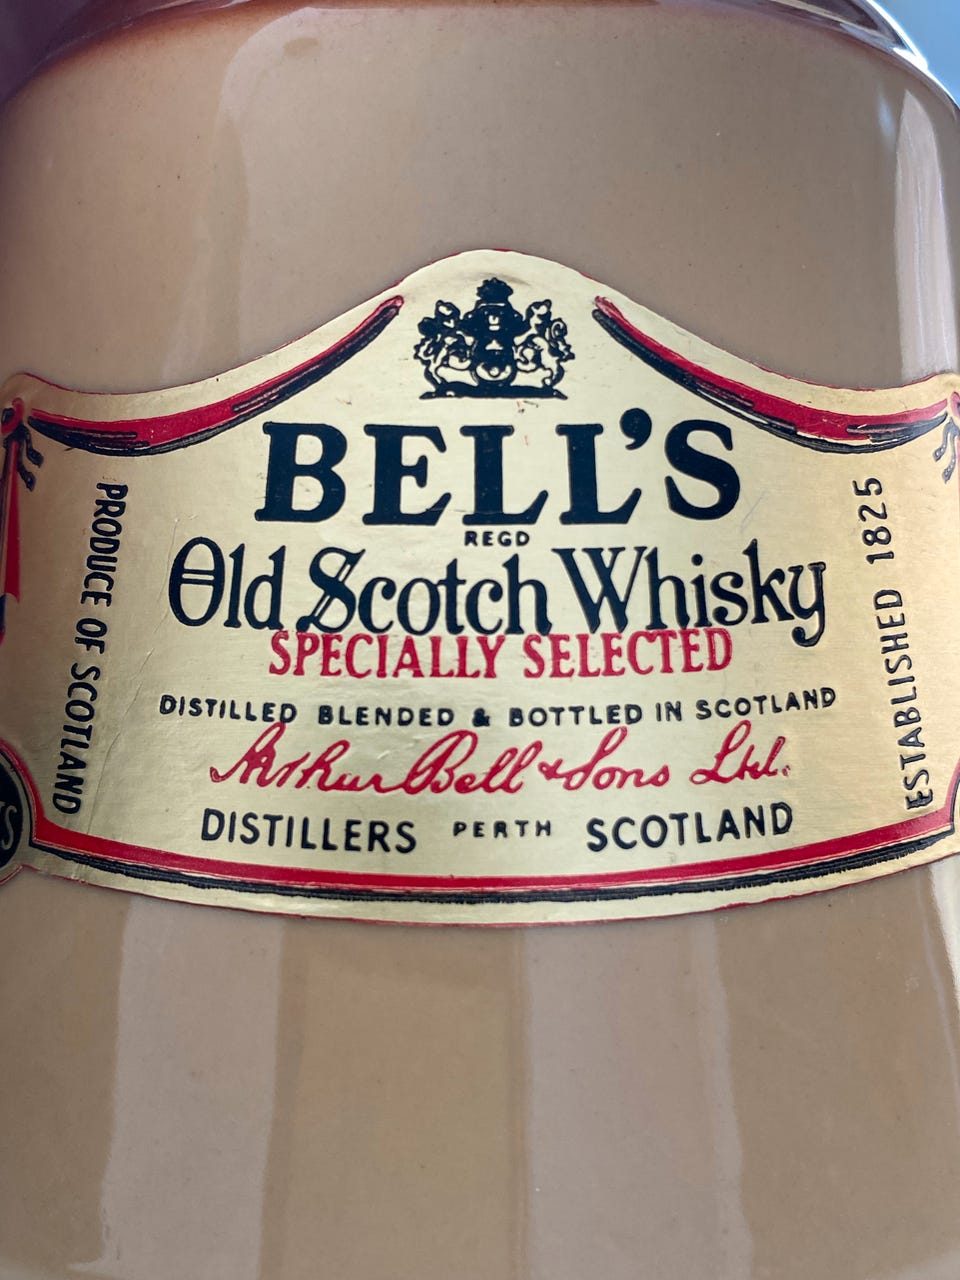 BELL'S
REGD
Old Scotch Whisky
SPECIALLY SELECTED
DISTILLED BLENDED & BOTTLED IN SCOTLAND
Arthur Bell & Sons Ltd.
DISTILLERS PERTH SCOTLAND
PRODUCE OF SCOTLAND
ESTABLISHED 1825